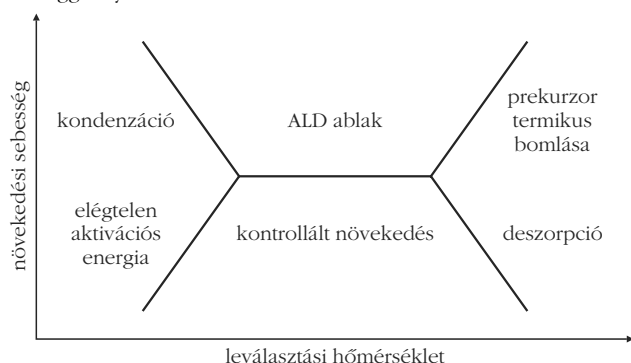 növekedési sebesség
kondenzáció
ALD ablak
prekurzor
termikus
bomlása
elégtelen
aktivációs
energia
kontrollált növekedés
deszorpció
leválasztási hőmérséklet